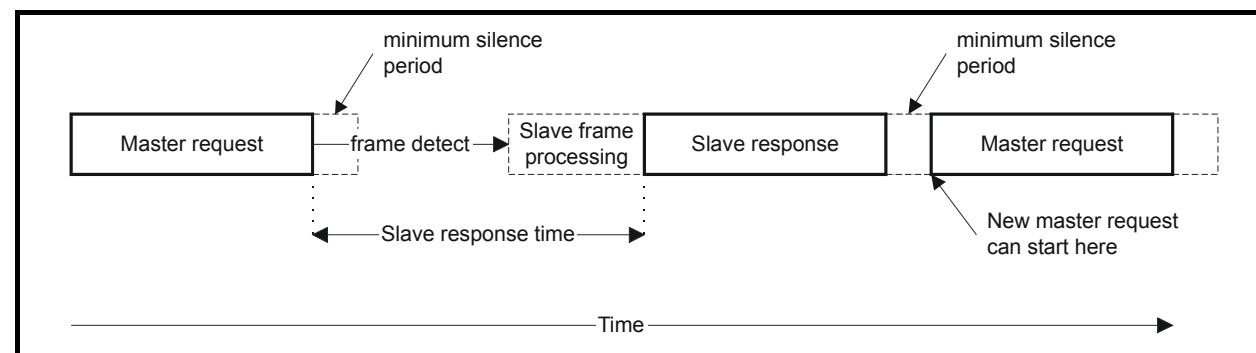 minimum silence
period
minimum silence
period
Master request
frame detect
Slave frame
processing
Slave response
Master request
Slave response time
New master request
can start here
Time